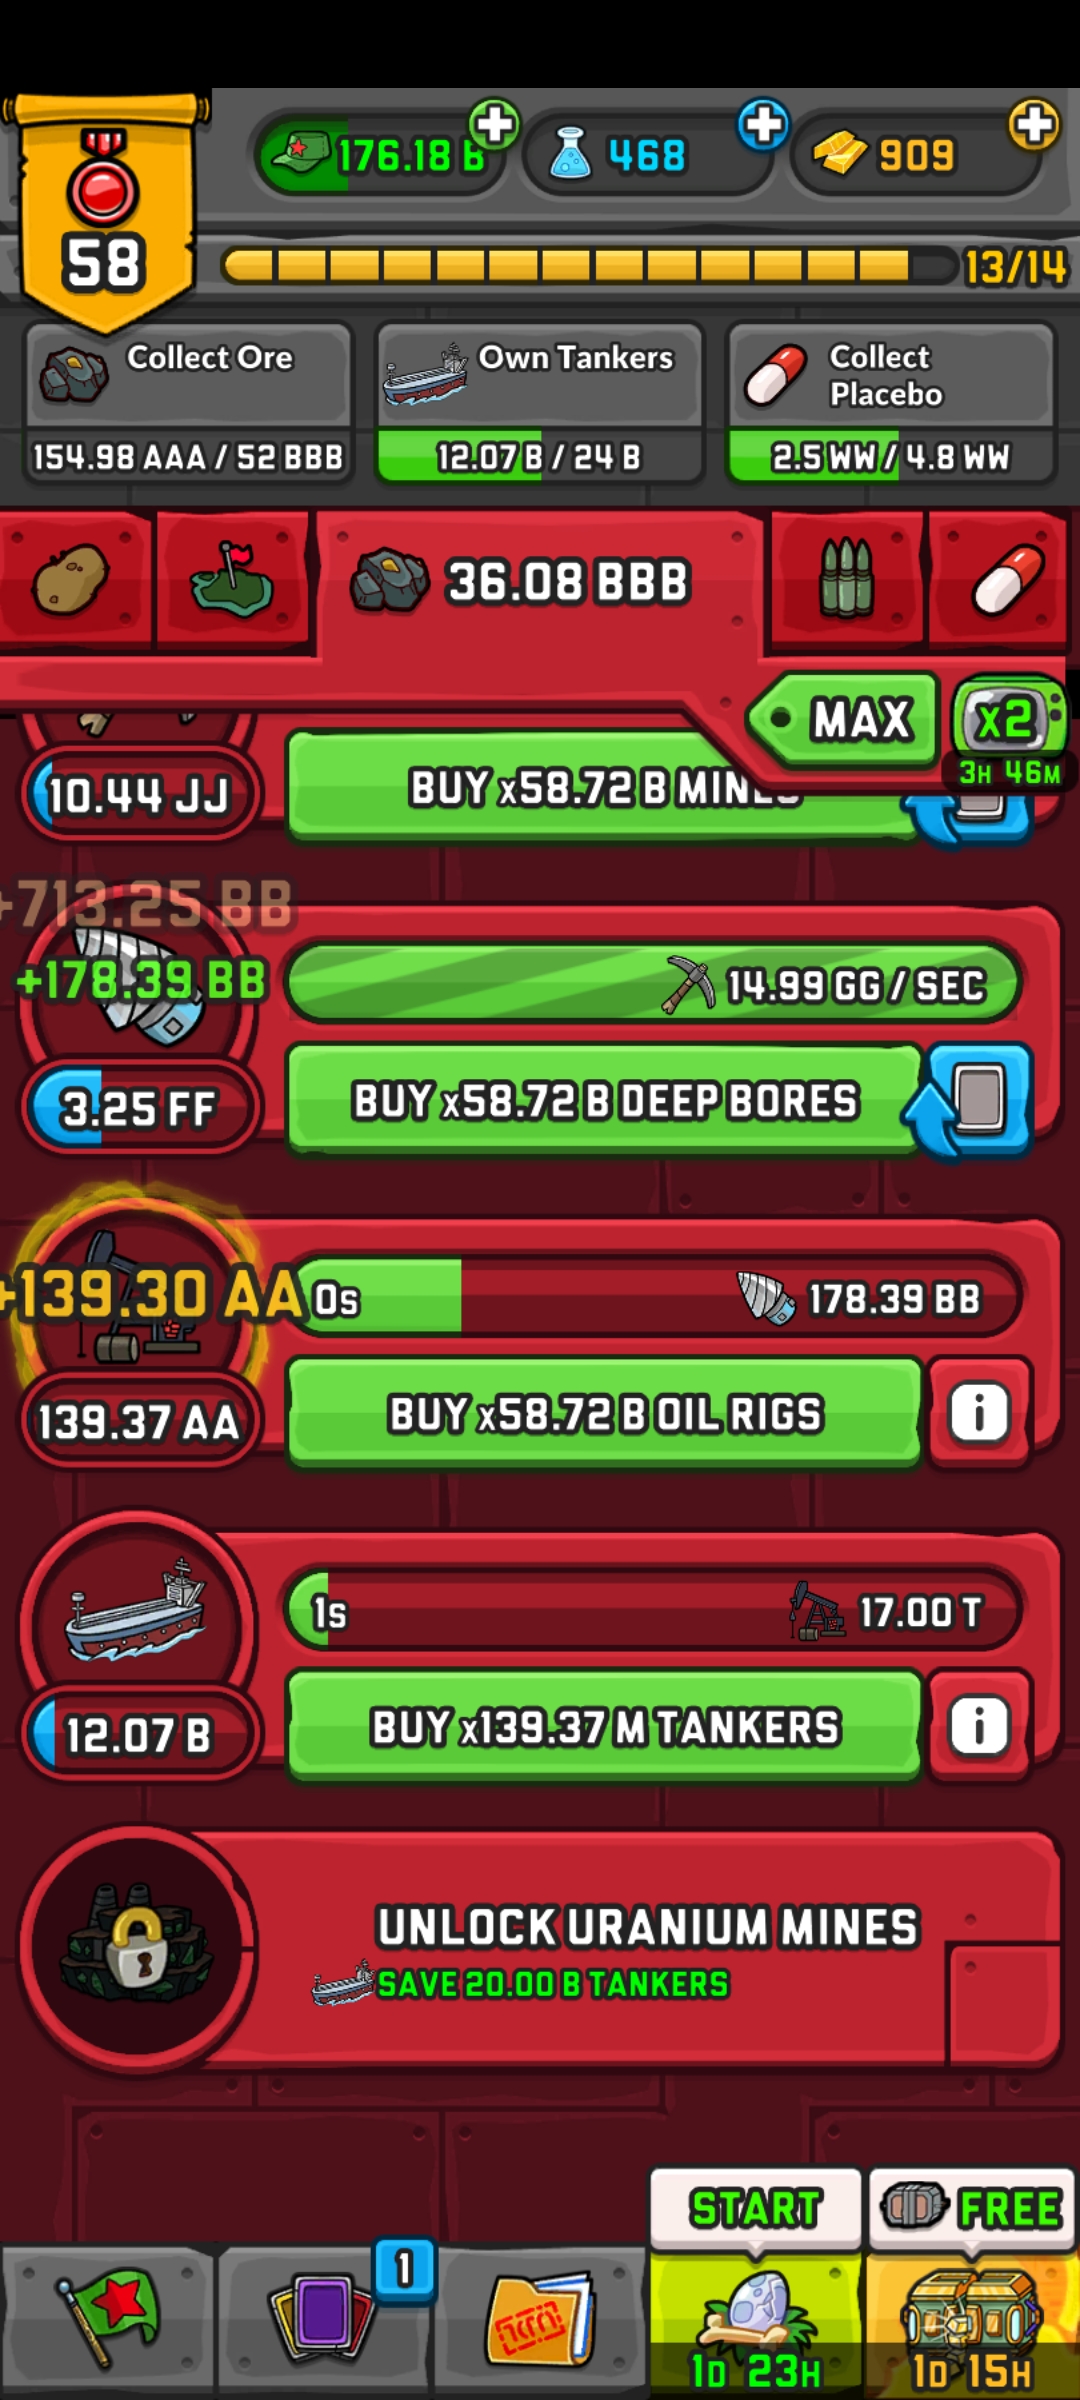 58
176.18 B
468
909
13/14
Collect Ore
154.98 AAA / 52 BBB
Own Tankers
12.07 B / 24 B
Collect
Placebo
2.5 WW / 4.8 WW
36.08 BBB
MAX
x2
3H 46M
10.44 JJ
BUY x58.72 B MINES
+713.25 BB
+178.39 BB
14.99 GG / SEC
3.25 FF
BUY x58.72 B DEEP BORES
+139.30 AA
0s
178.39 BB
139.37 AA
BUY x58.72 B OIL RIGS
i
1s
17.00 T
12.07 B
BUY x139.37 M TANKERS
i
UNLOCK URANIUM MINES
SAVE 20.00 B TANKERS
START
FREE
1
1D 23H
1D 15H